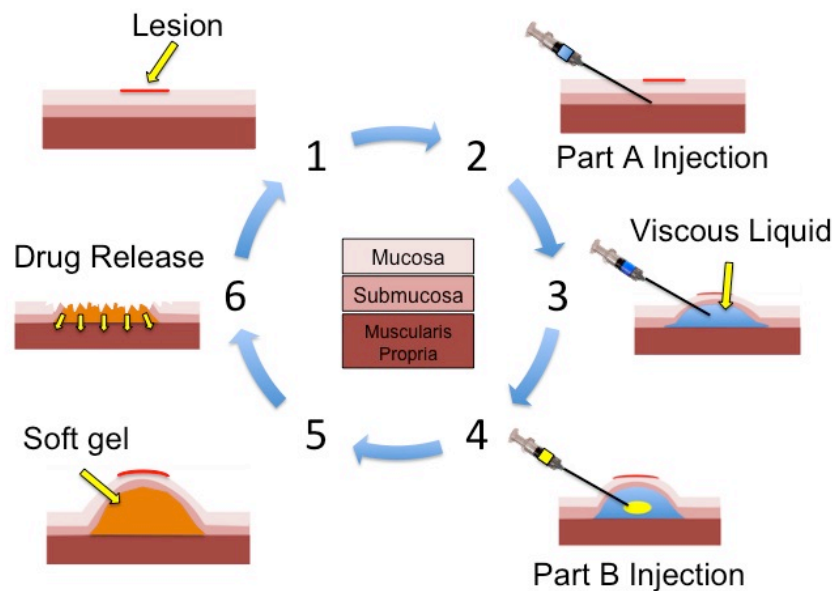 Lesion
1
2
Part A Injection
Viscous Liquid
3
Drug Release
6
Mucosa
Submucosa
Muscularis
Propria
Soft gel
5
4
Part B Injection